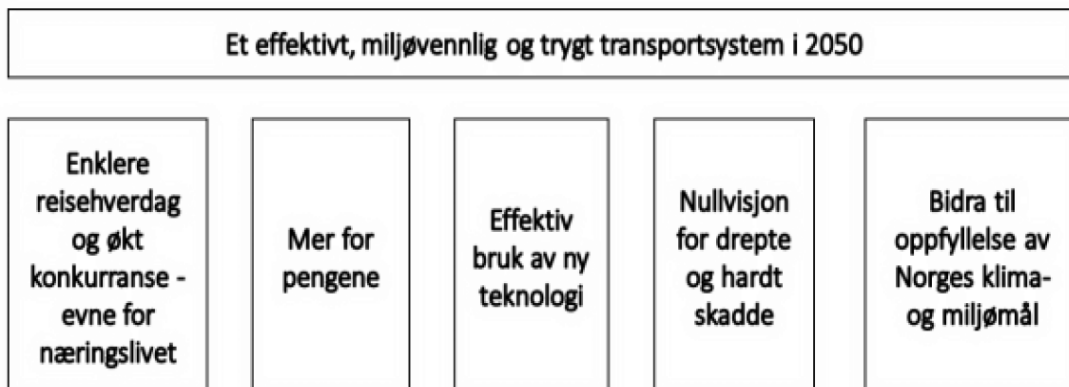 Et effektivt, miljøvennlig og trygt transportsystem i 2050
Enklere
reisehverdag
og økt
konkurranse -
evne for
næringslivet
Mer for
pengene
Effektiv
bruk av ny
teknologi
Nullvisjon
for drepte
og hardt
skadde
Bidra til
oppfyllelse av
Norges klima-
og miljømål